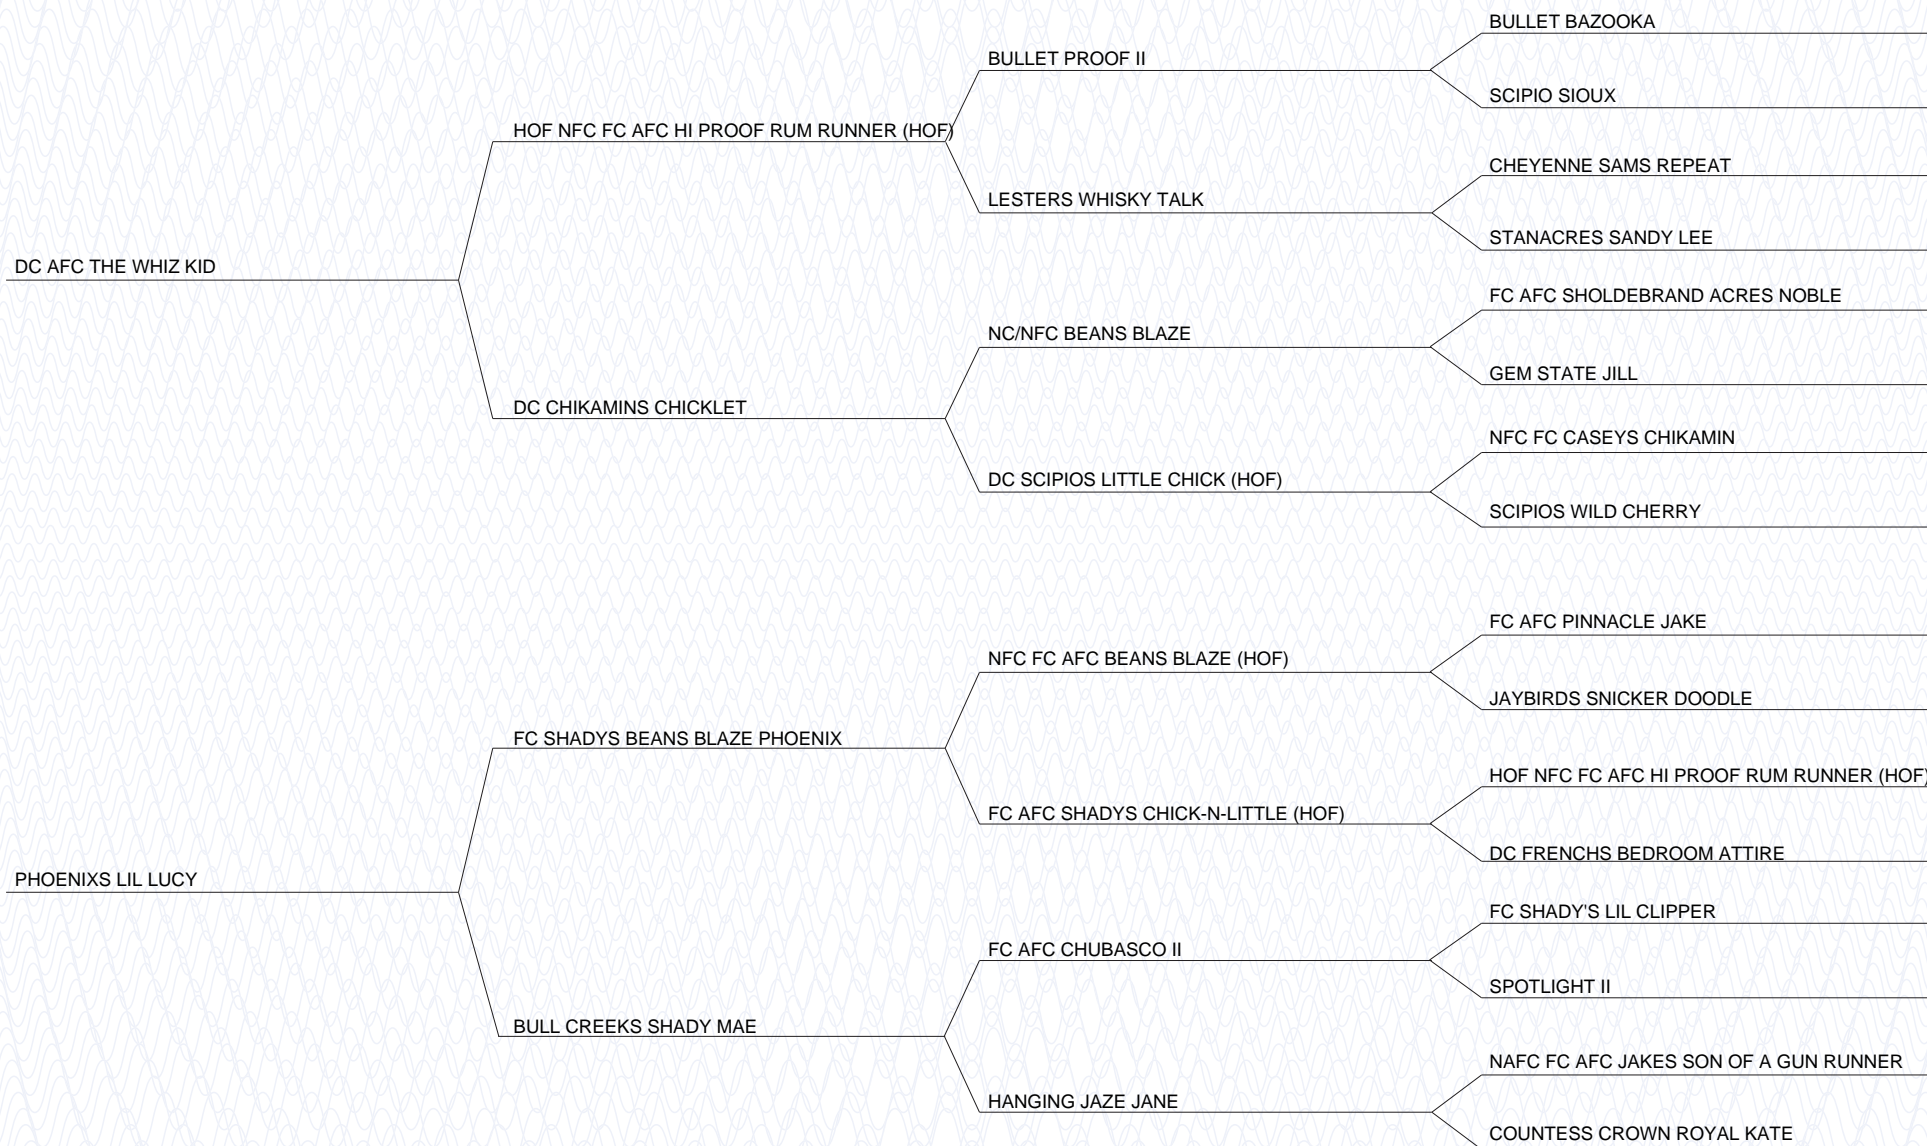 BULLET BAZOOKA
BULLET PROOF II
SCIPIO SIOUX
HOF NFC FC AFC HI PROOF RUM RUNNER (HOF)
CHEYENNE SAMS REPEAT
LESTERS WHISKY TALK
STANACRES SANDY LEE
DC AFC THE WHIZ KID
FC AFC SHOLDEBRAND ACRES NOBLE
NC/NFC BEANS BLAZE
GEM STATE JILL
DC CHIKAMINS CHICKLET
NFC FC CASEYS CHIKAMIN
DC SCIPIOS LITTLE CHICK (HOF)
SCIPIOS WILD CHERRY
FC AFC PINNACLE JAKE
NFC FC AFC BEANS BLAZE (HOF)
JAYBIRDS SNICKER DOODLE
FC SHADYS BEANS BLAZE PHOENIX
HOF NFC FC AFC HI PROOF RUM RUNNER (HOF)
FC AFC SHADYS CHICK-N-LITTLE (HOF)
DC FRENCHS BEDROOM ATTIRE
PHOENIXS LIL LUCY
FC SHADY'S LIL CLIPPER
FC AFC CHUBASCO II
SPOTLIGHT II
BULL CREEKS SHADY MAE
NAFC FC AFC JAKES SON OF A GUN RUNNER
HANGING JAZE JANE
COUNTESS CROWN ROYAL KATE